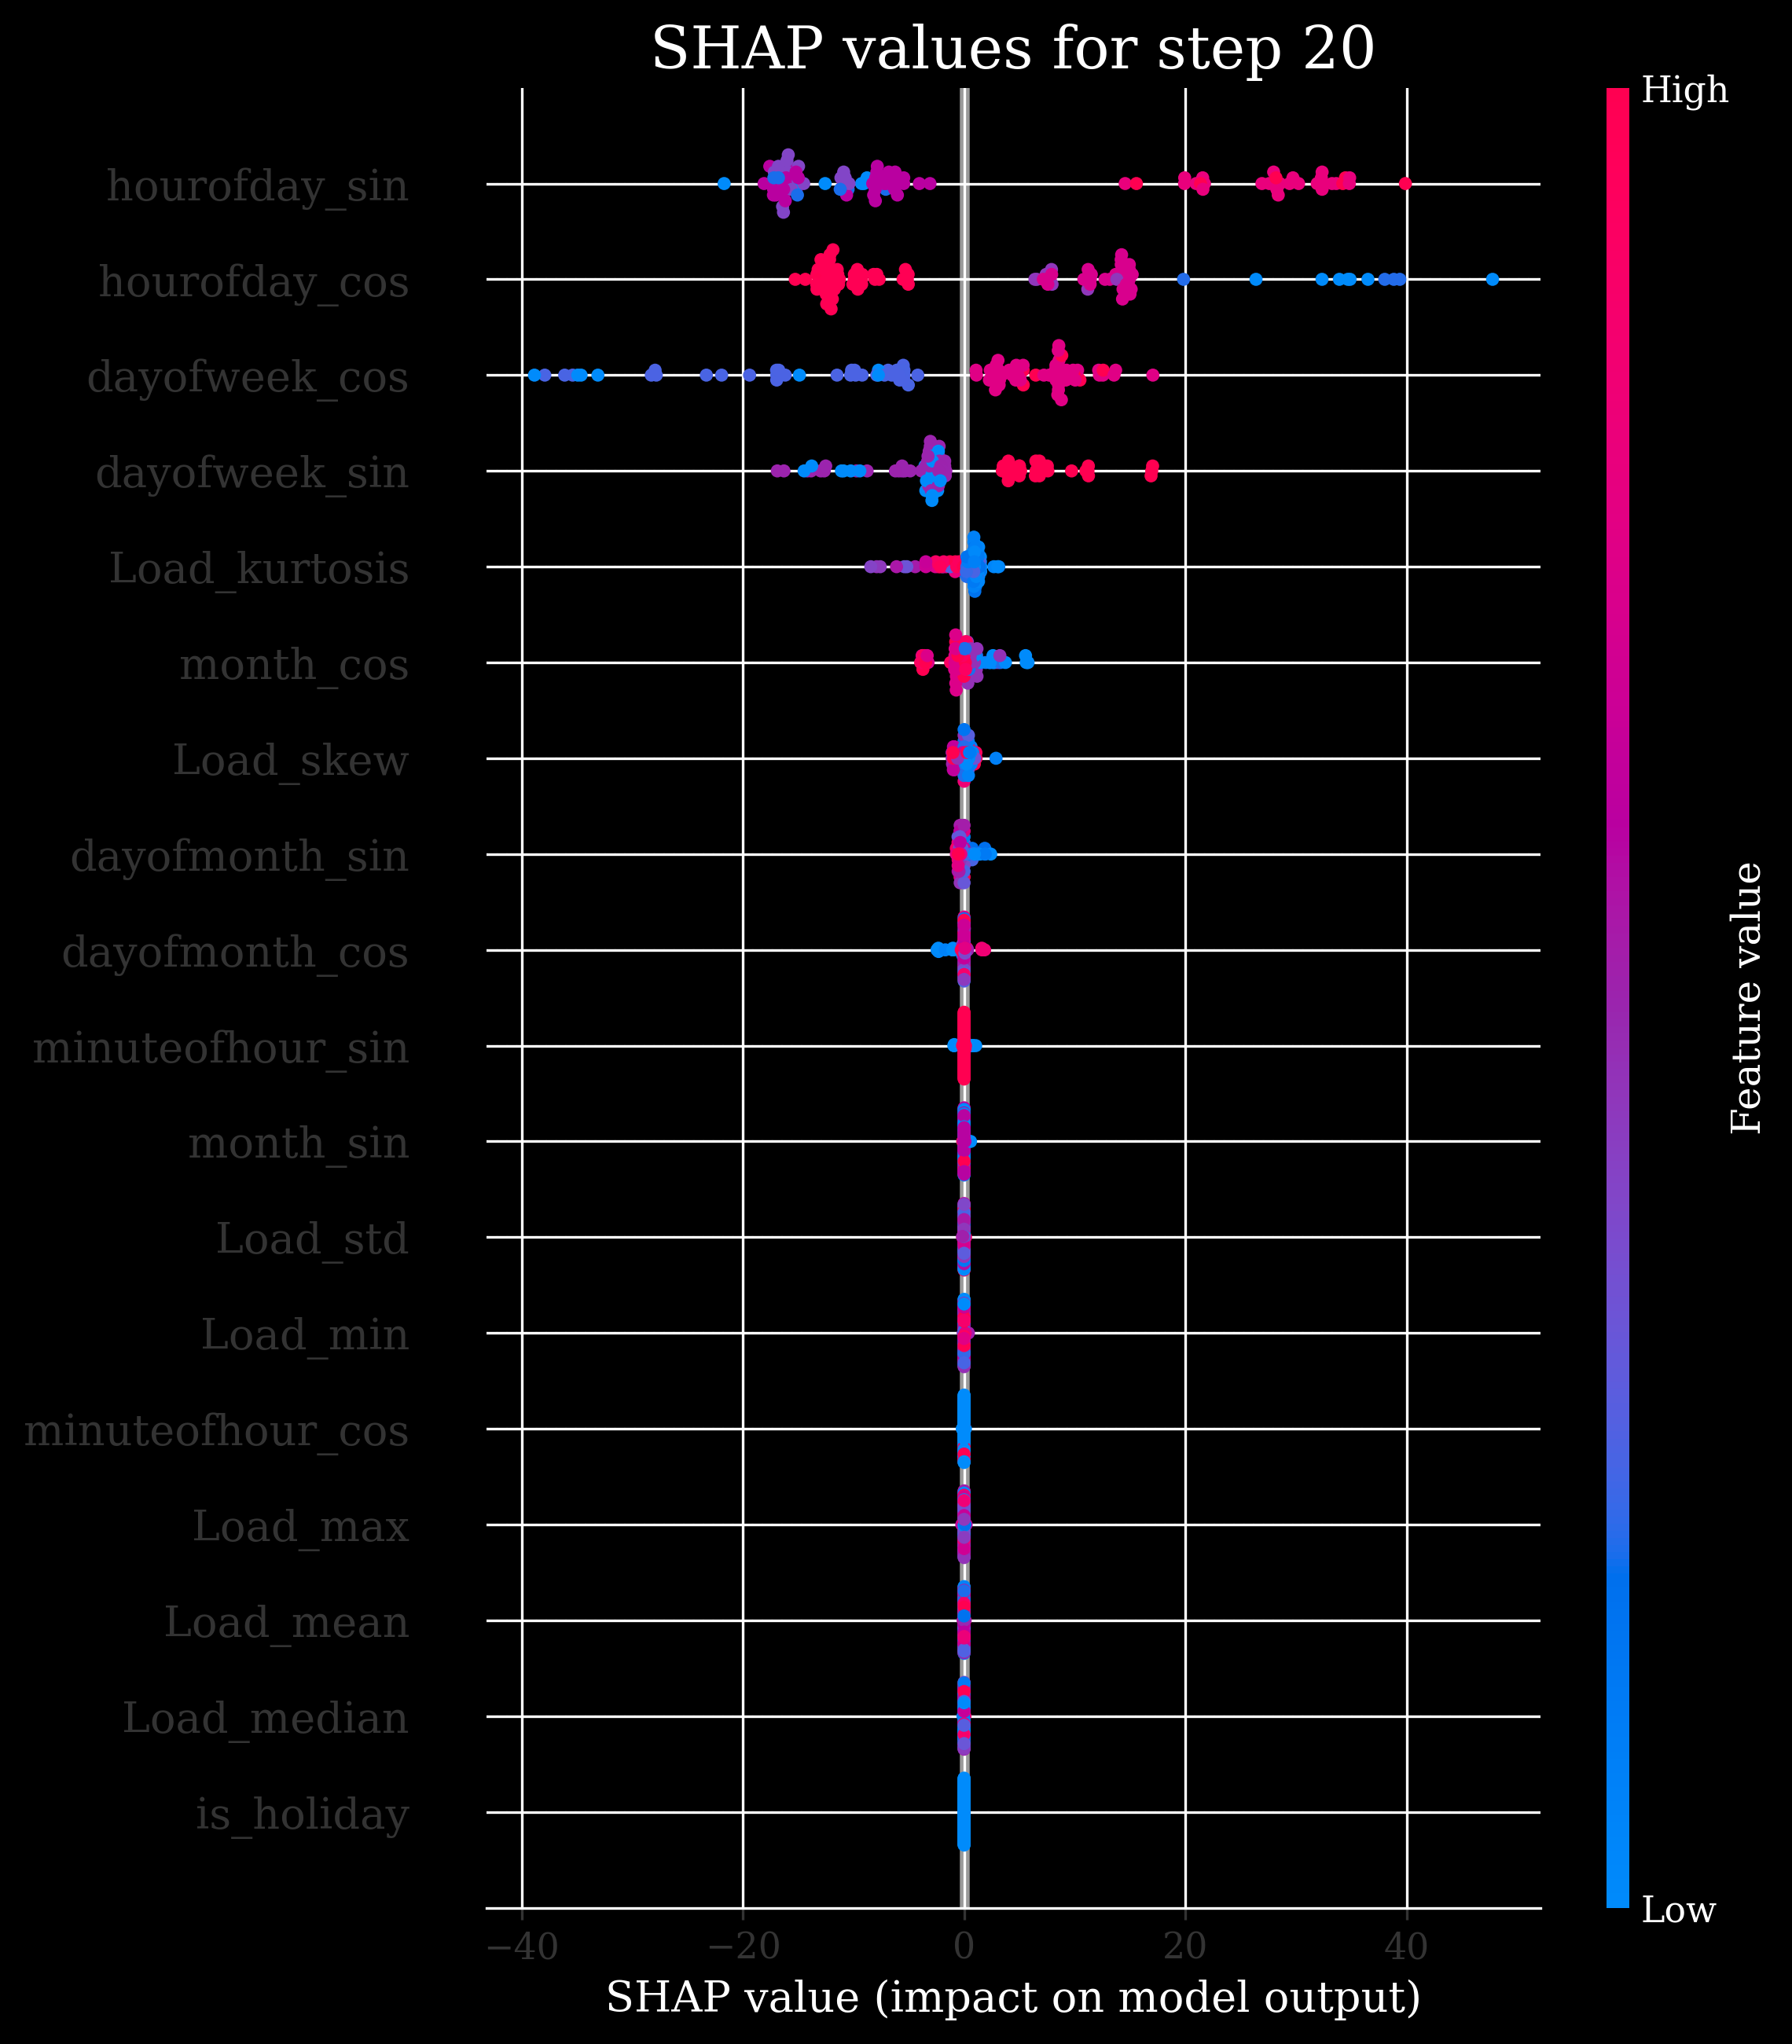 SHAP values for step 20
High
hourofday_sin
hourofday_cos
dayofweek_cos
dayofweek_sin
Load_kurtosis
month_cos
Load_skew
dayofmonth_sin
dayofmonth_cos
minuteofhour_sin
month_sin
Load_std
Load_min
minuteofhour_cos
Load_max
Load_mean
Load_median
is_holiday
Feature value
Low
−40 −20 0 20 40
SHAP value (impact on model output)